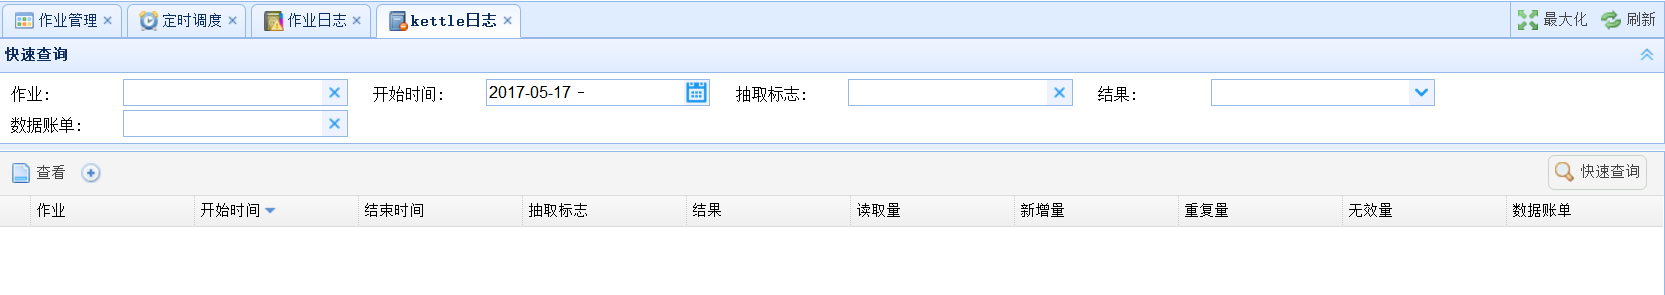 作业管理 定时调度 作业日志 kettle日志 最大化 刷新
快速查询
作业： 开始时间： 2017-05-17 - 抽取标志： 结果：
数据账单：
查看 快速查询
作业 开始时间 结束时间 抽取标志 结果 读取量 新增量 重复量 无效量 数据账单